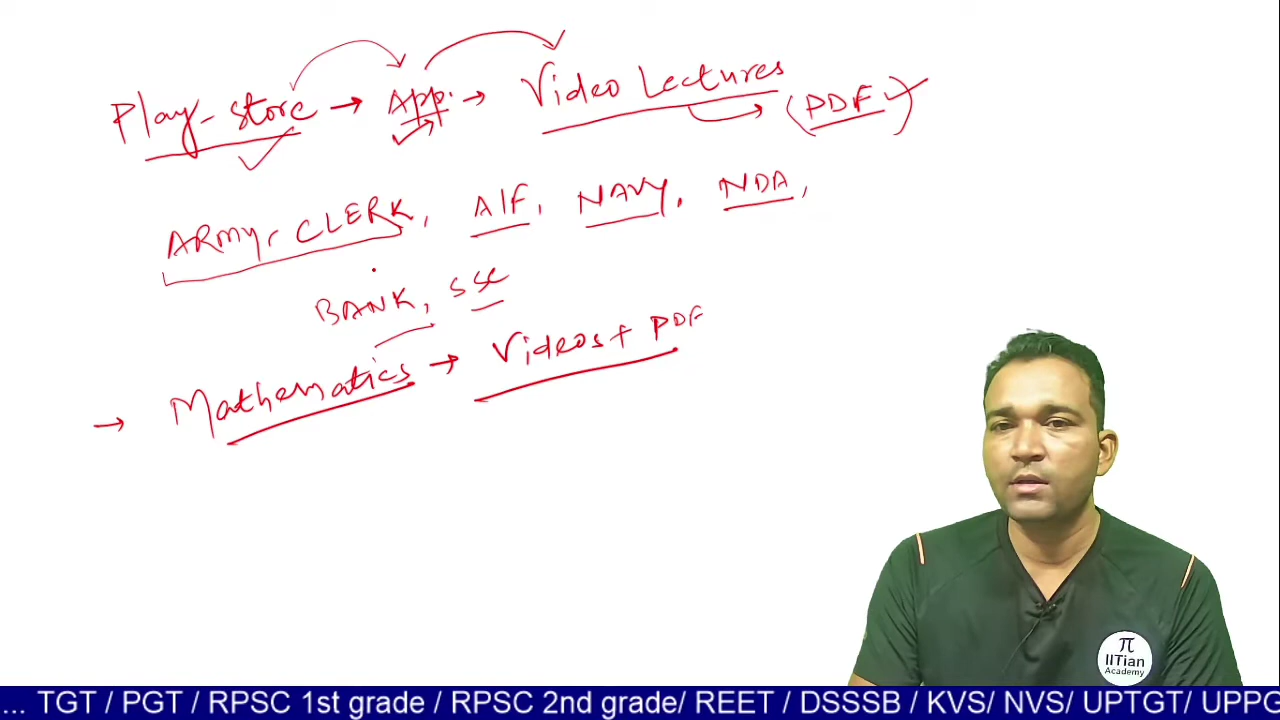 Play-store → App. → Video Lectures (PDF)
ARMY, CLERK, A/F, NAVY, NDA,
BANK, SSC
→ Mathematics → Videos + PDF
π
IITian
Academy
... TGT / PGT / RPSC 1st grade / RPSC 2nd grade/ REET / DSSSB / KVS/ NVS/ UPTGT/ UPPG